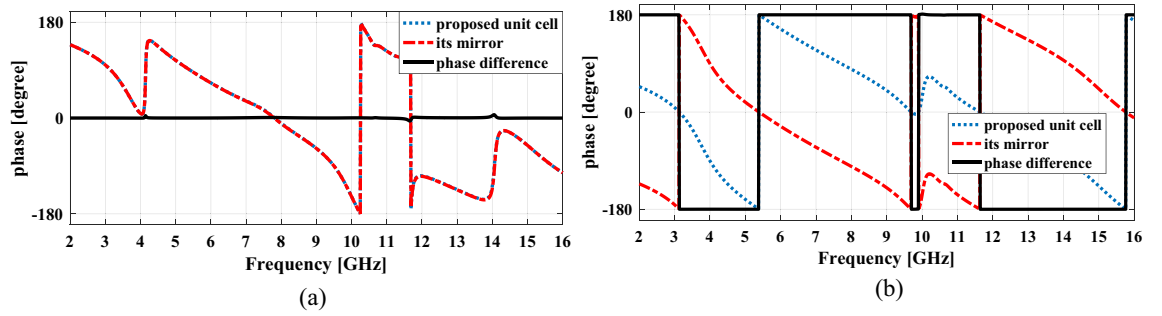 180
0
-180
phase [degree]
2 3 4 5 6 7 8 9 10 11 12 13 14 15 16
Frequency [GHz]
proposed unit cell
its mirror
phase difference
(a)
180
0
-180
phase [degree]
2 3 4 5 6 7 8 9 10 11 12 13 14 15 16
Frequency [GHz]
proposed unit cell
its mirror
phase difference
(b)